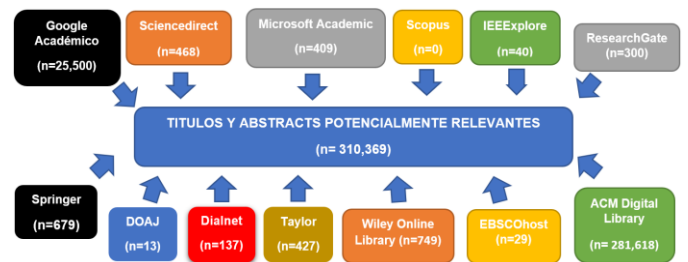 Google
Académico
(n=25,500)
Sciencedirect
(n=468)
Microsoft Academic
(n=409)
Scopus
(n=0)
IEEExplore
(n=40)
ResearchGate
(n=300)
TITULOS Y ABSTRACTS POTENCIALMENTE RELEVANTES
(n= 310,369)
Springer
(n=679)
DOAJ
(n=13)
Dialnet
(n=137)
Taylor
(n=427)
Wiley Online
Library (n=749)
EBSCOhost
(n=29)
ACM Digital
Library
(n= 281,618)